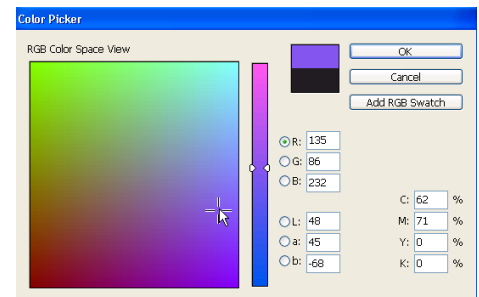 Color Picker
RGB Color Space View
OK
Cancel
Add RGB Swatch
R: 135
G: 86
B: 232
L: 48
a: 45
b: -68
C: 62 %
M: 71 %
Y: 0 %
K: 0 %